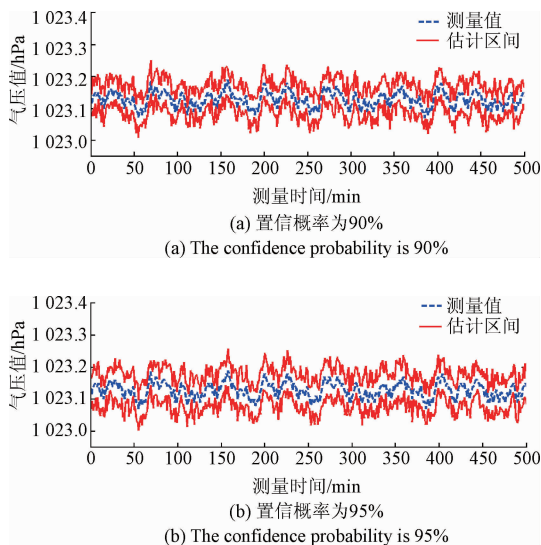 气压值/hPa
1 023.4
1 023.3
1 023.2
1 023.1
1 023.0
测量值
估计区间
0 50 100 150 200 250 300 350 400 450 500
测量时间/min
(a) 置信概率为90%
(a) The confidence probability is 90%
气压值/hPa
1 023.4
1 023.3
1 023.2
1 023.1
1 023.0
测量值
估计区间
0 50 100 150 200 250 300 350 400 450 500
测量时间/min
(b) 置信概率为95%
(b) The confidence probability is 95%